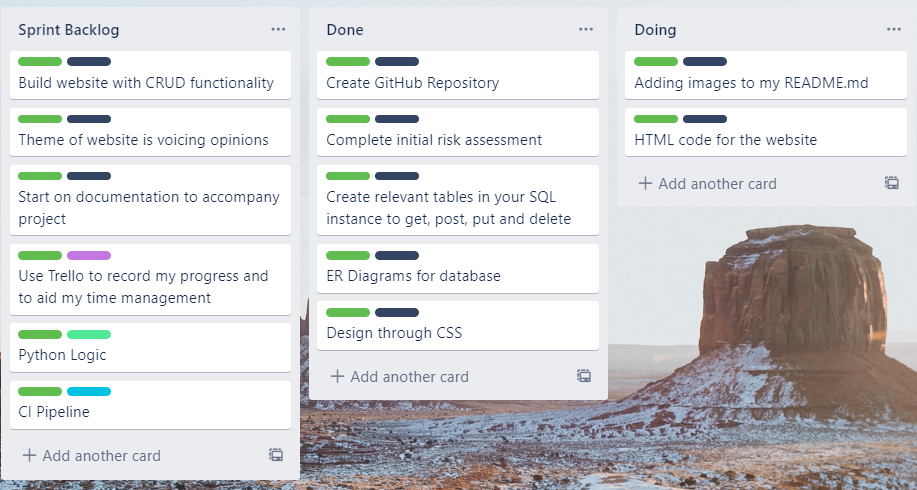 Sprint Backlog
Build website with CRUD functionality
Theme of website is voicing opinions
Start on documentation to accompany
project
Use Trello to record my progress and
to aid my time management
Python Logic
CI Pipeline
Add another card
Done
Create GitHub Repository
Complete initial risk assessment
Create relevant tables in your SQL
instance to get, post, put and delete
ER Diagrams for database
Design through CSS
Add another card
Doing
Adding images to my README.md
HTML code for the website
Add another card